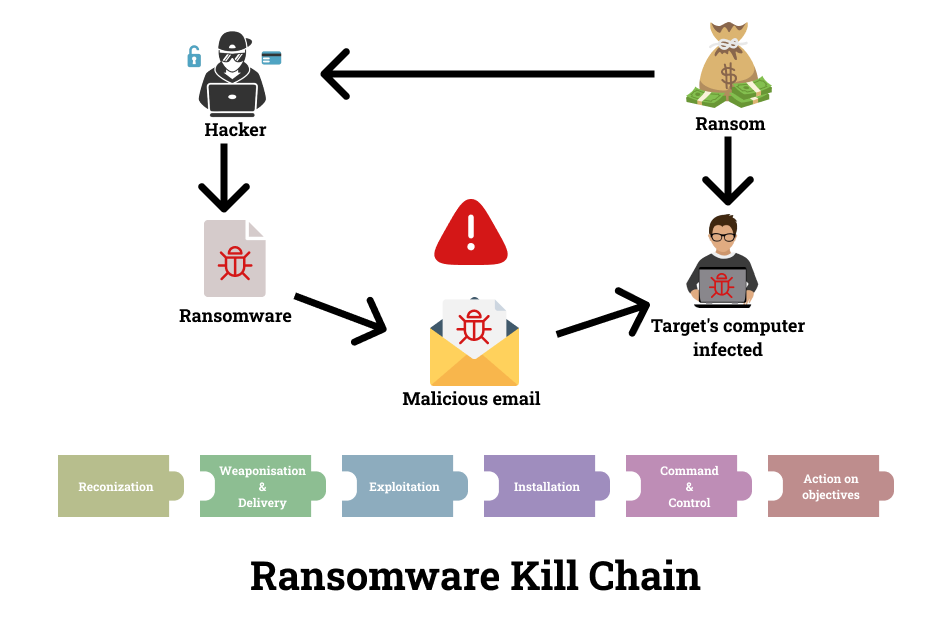 Hacker
Ransom
Ransomware
Target's computer
infected
Malicious email
Reconization
Weaponisation
&
Delivery
Exploitation
Installation
Command
&
Control
Action on
objectives
Ransomware Kill Chain